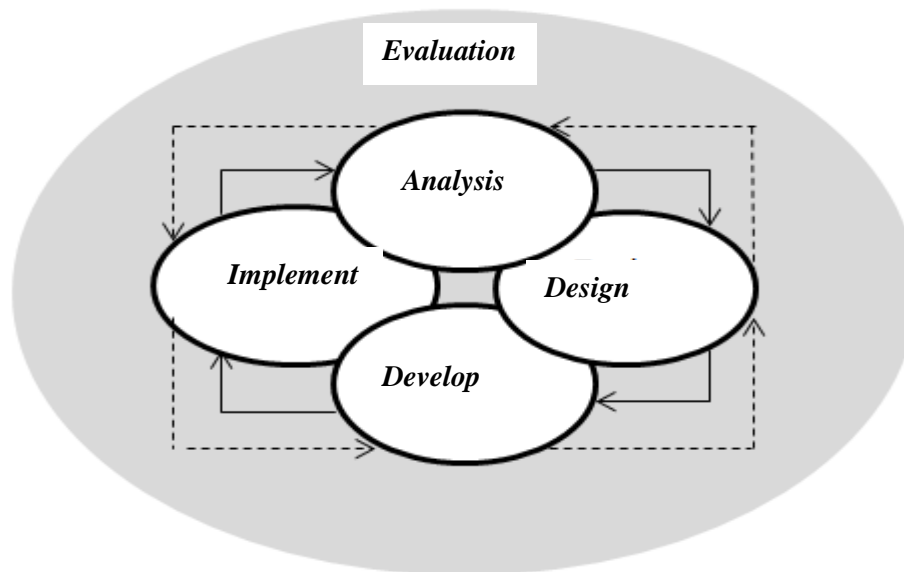 Evaluation
Analysis
Implement
Design
Develop